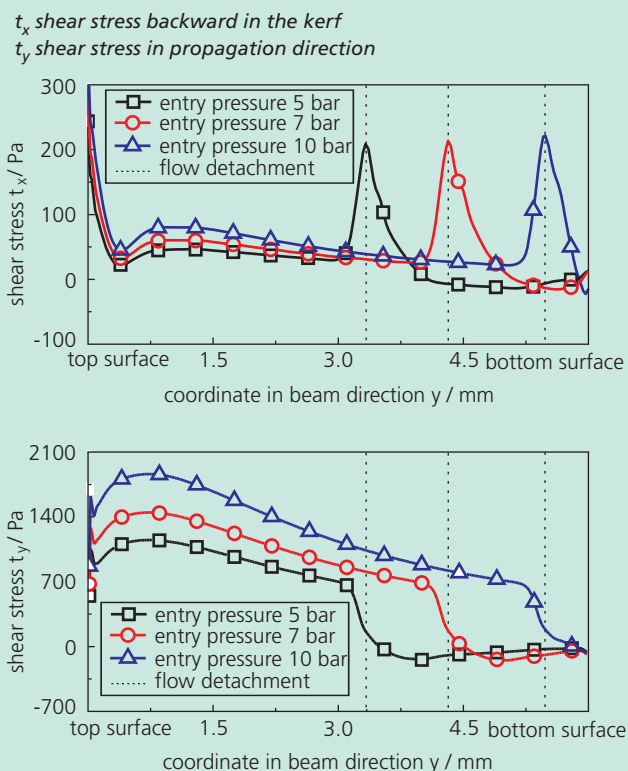 t_x shear stress backward in the kerf
t_y shear stress in propagation direction
300
200
100
0
-100
shear stress t_x / Pa
entry pressure 5 bar
entry pressure 7 bar
entry pressure 10 bar
flow detachment
top surface 1.5 3.0 4.5 bottom surface
coordinate in beam direction y / mm
2100
1400
700
0
-700
shear stress t_y / Pa
entry pressure 5 bar
entry pressure 7 bar
entry pressure 10 bar
flow detachment
top surface 1.5 3.0 4.5 bottom surface
coordinate in beam direction y / mm